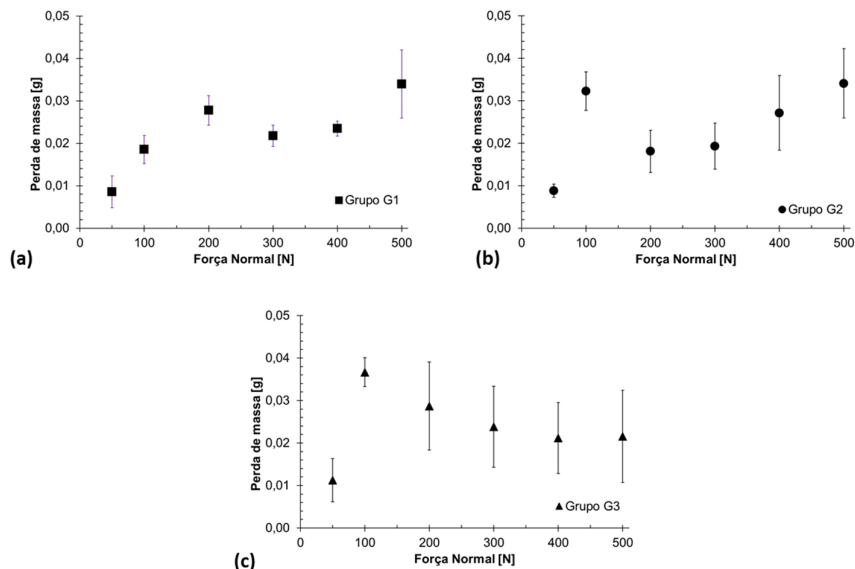 0,05
0,04
0,03
0,02
0,01
0,00
Perda de massa [g]
0 100 200 300 400 500
Força Normal [N]
Grupo G1
(a)
0,05
0,04
0,03
0,02
0,01
0,00
Perda de massa [g]
0 100 200 300 400 500
Força Normal [N]
Grupo G2
(b)
0,05
0,04
0,03
0,02
0,01
0,00
Perda de massa [g]
0 100 200 300 400 500
Força Normal [N]
Grupo G3
(c)